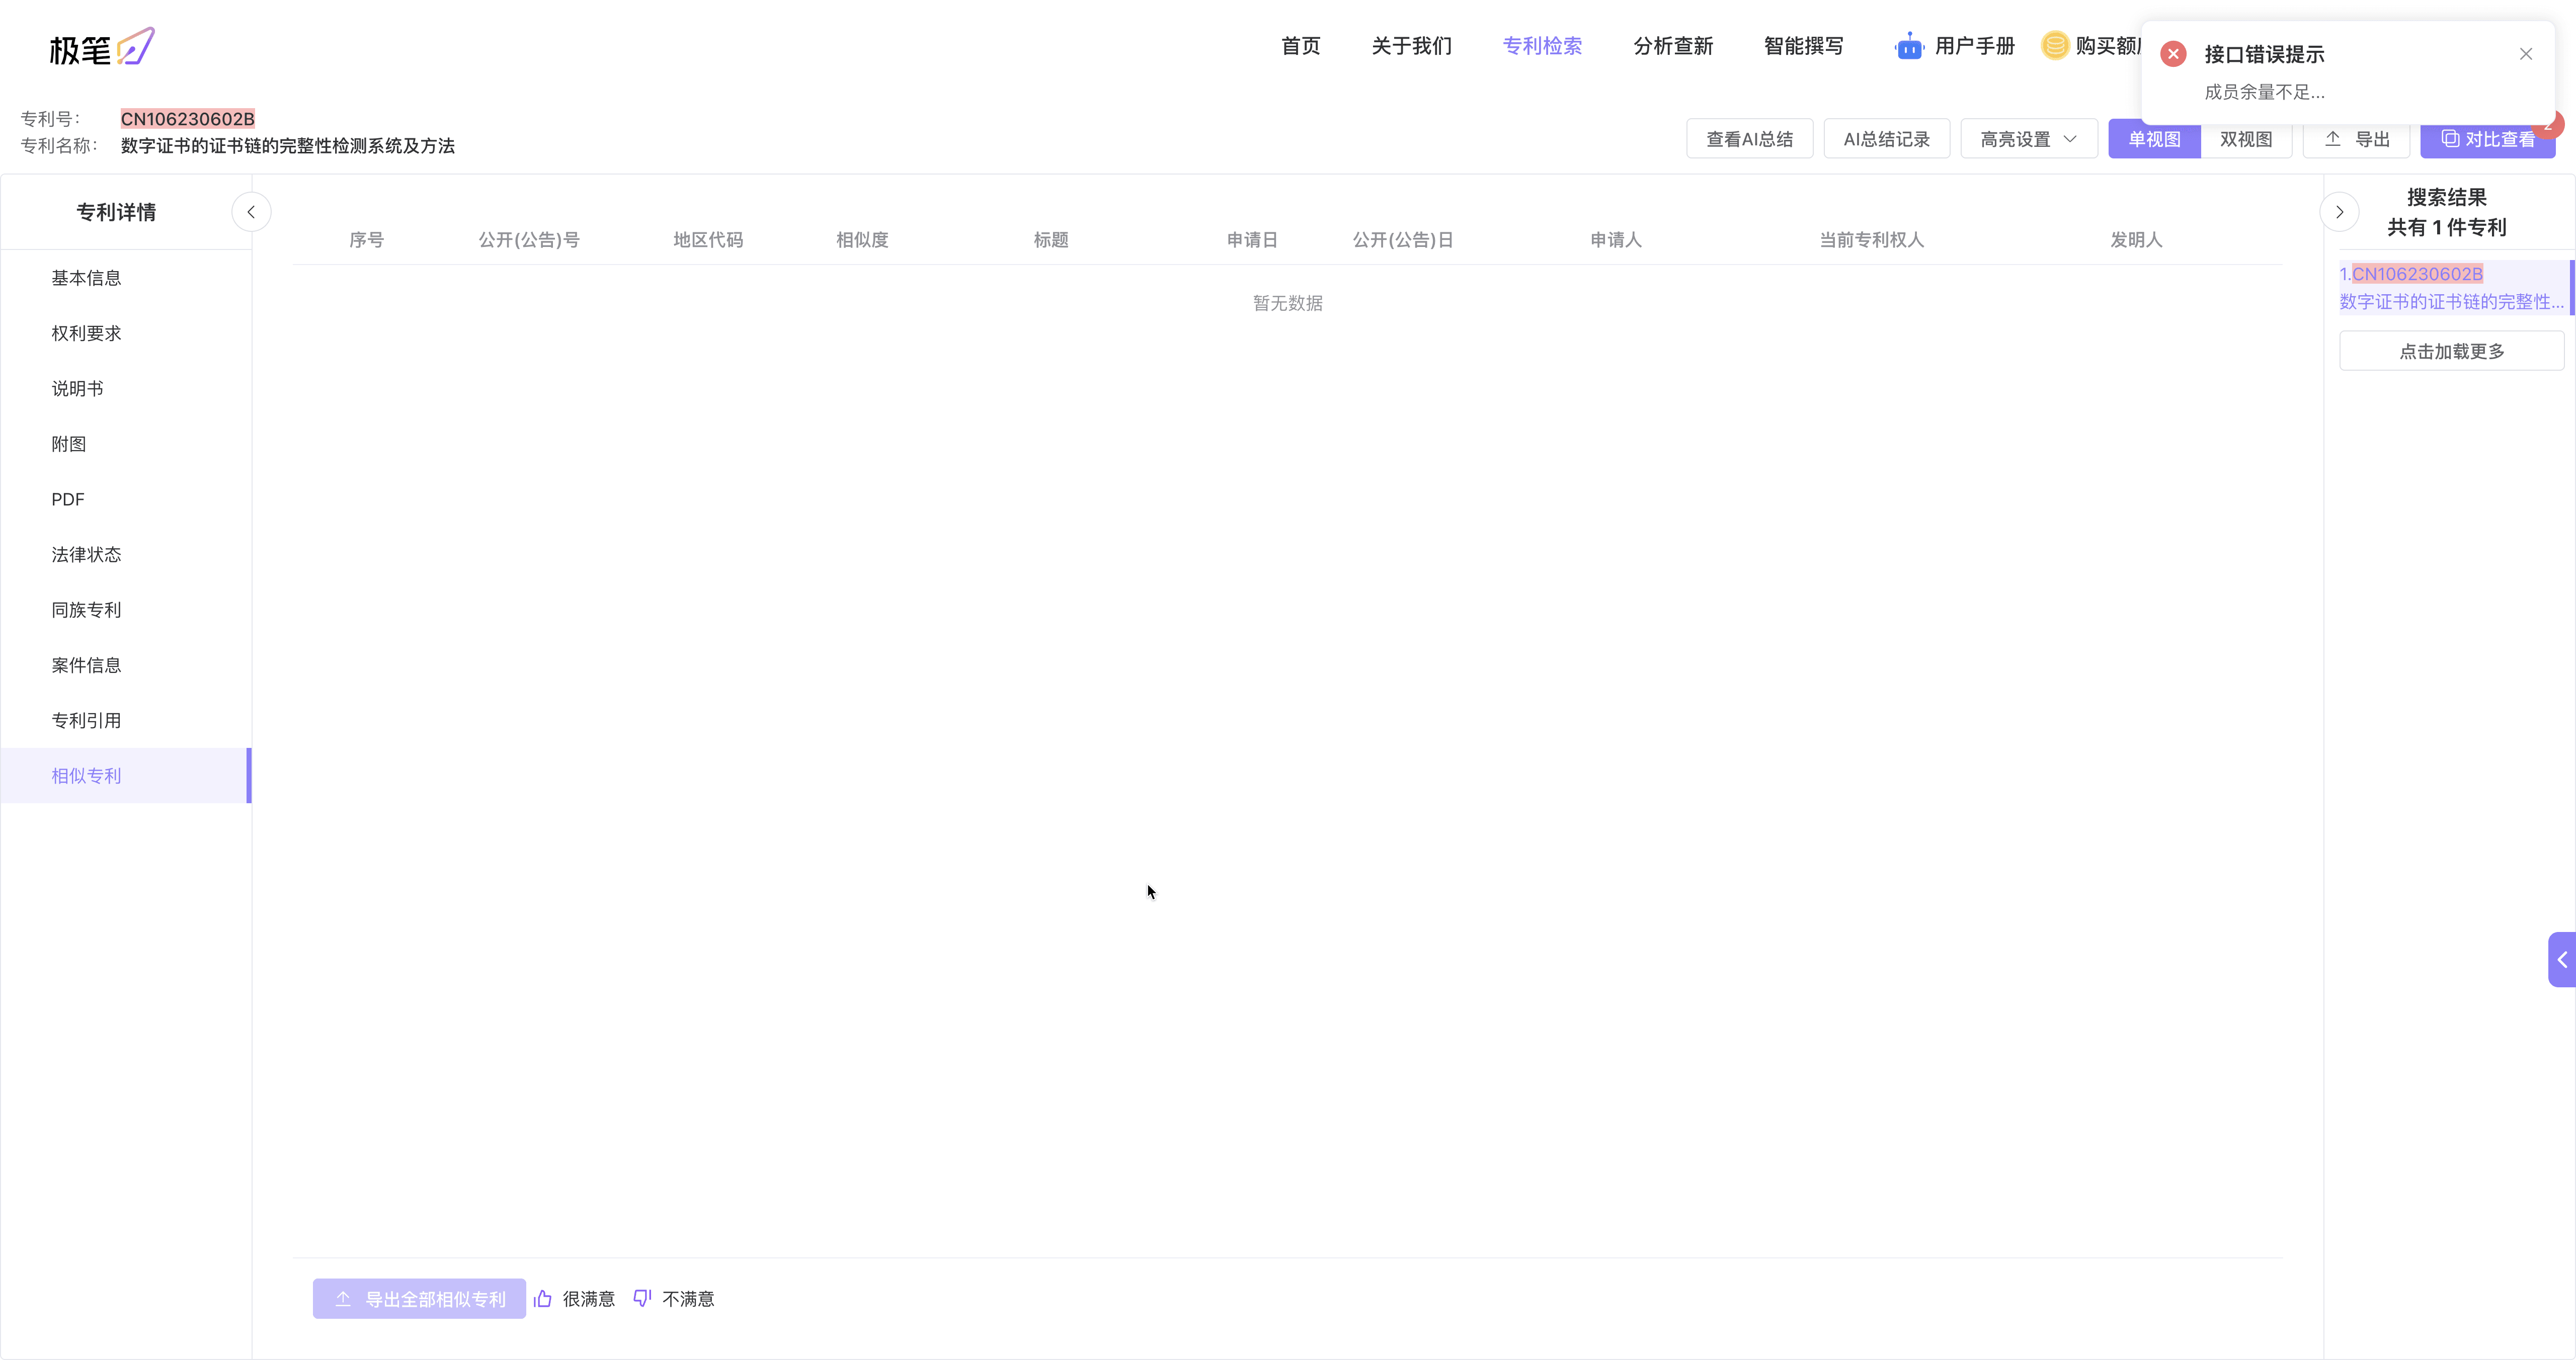 极笔
首页
关于我们
专利检索
分析查新
智能撰写
用户手册
购买额
接口错误提示
成员余量不足...
专利号：
CN106230602B
专利名称：
数字证书的证书链的完整性检测系统及方法
查看AI总结
AI总结记录
高亮设置
单视图
双视图
导出
对比查看
2
专利详情
基本信息
权利要求
说明书
附图
PDF
法律状态
同族专利
案件信息
专利引用
相似专利
序号
公开(公告)号
地区代码
相似度
标题
申请日
公开(公告)日
申请人
当前专利权人
发明人
暂无数据
导出全部相似专利
很满意
不满意
搜索结果
共有 1 件专利
1.CN106230602B
数字证书的证书链的完整性...
点击加载更多